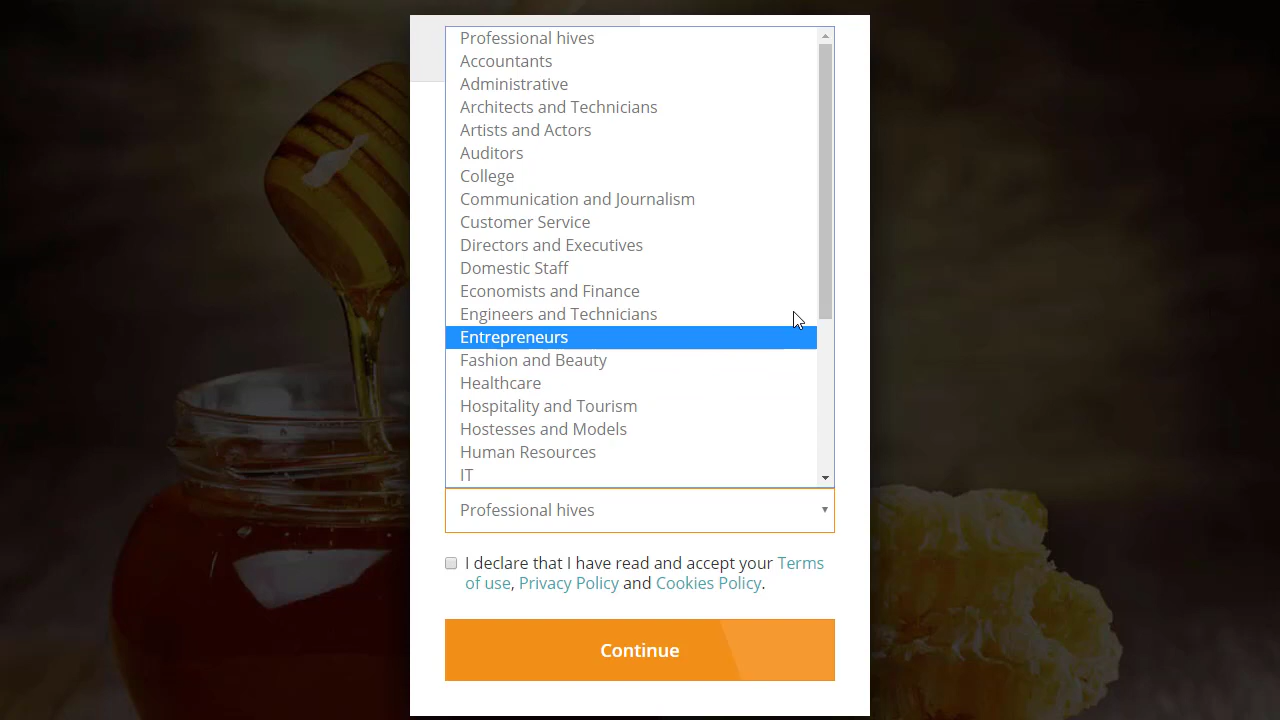 Professional hives
Accountants
Administrative
Architects and Technicians
Artists and Actors
Auditors
College
Communication and Journalism
Customer Service
Directors and Executives
Domestic Staff
Economists and Finance
Engineers and Technicians
Entrepreneurs
Fashion and Beauty
Healthcare
Hospitality and Tourism
Hostesses and Models
Human Resources
IT
Professional hives
I declare that I have read and accept your Terms
of use, Privacy Policy and Cookies Policy.
Continue